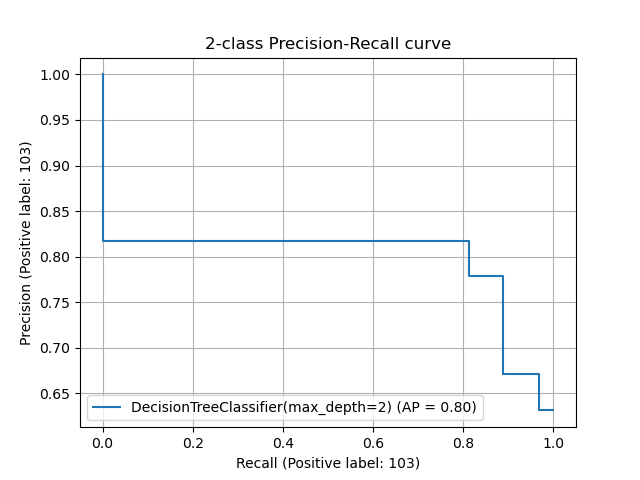 2-class Precision-Recall curve
1.00
0.95
0.90
0.85
0.80
0.75
0.70
0.65
Precision (Positive label: 103)
DecisionTreeClassifier(max_depth=2) (AP = 0.80)
0.0 0.2 0.4 0.6 0.8 1.0
Recall (Positive label: 103)